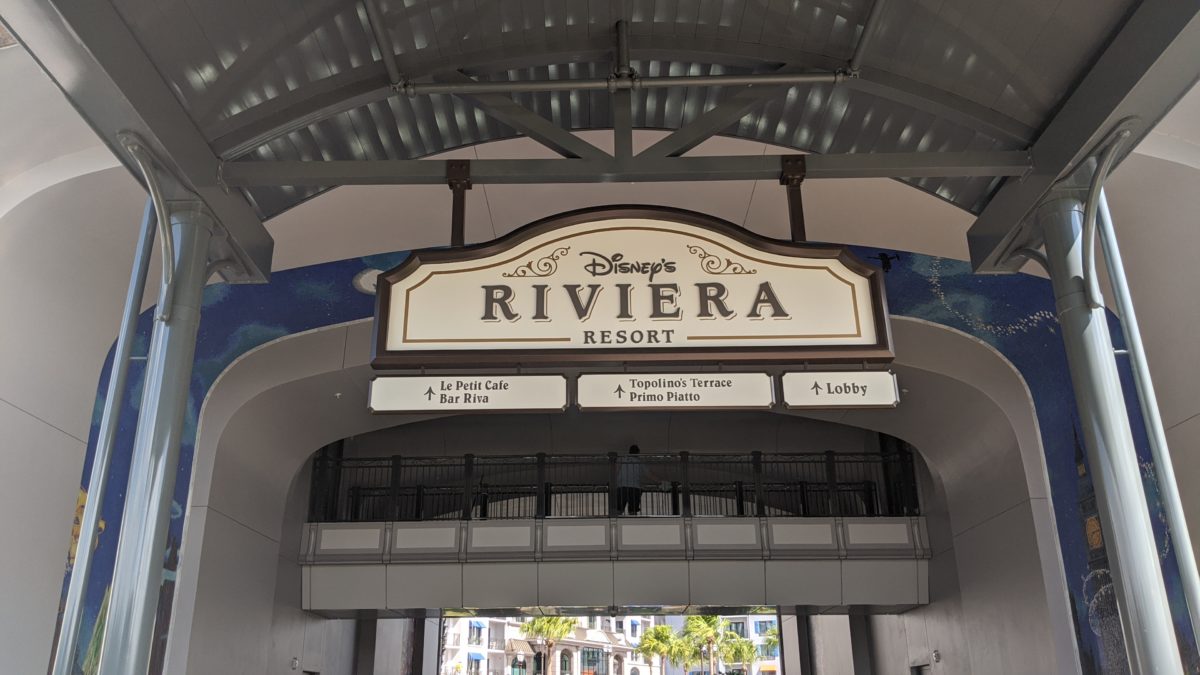 Disney's
RIVIERA
RESORT
↑ Le Petit Cafe
Bar Riva
↑ Topolino's Terrace
Primo Piatto
↑ Lobby